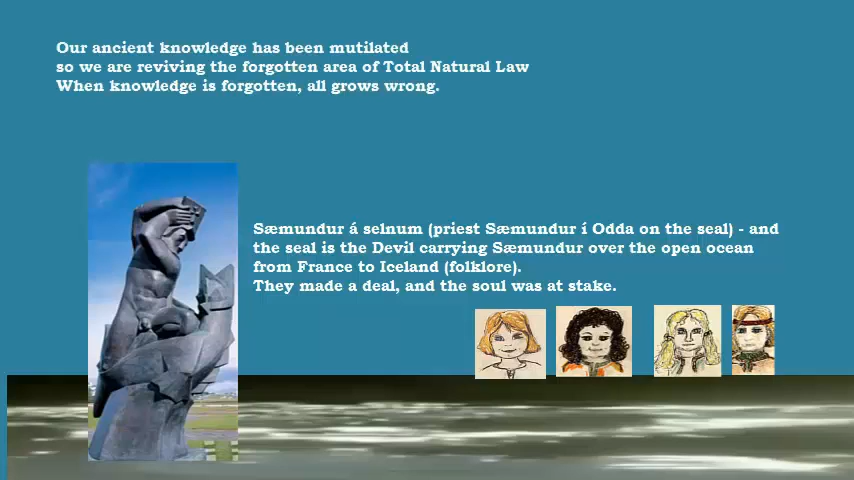 Our ancient knowledge has been mutilated
so we are reviving the forgotten area of Total Natural Law
When knowledge is forgotten, all grows wrong.
Sæmundur á selnum (priest Sæmundur í Odda on the seal) - and
the seal is the Devil carrying Sæmundur over the open ocean
from France to Iceland (folklore).
They made a deal, and the soul was at stake.